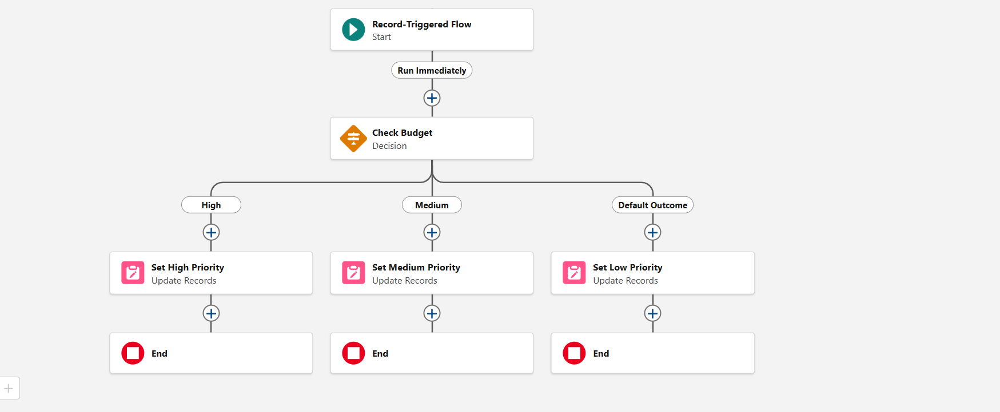 Record-Triggered Flow
Start
Run Immediately
Check Budget
Decision
High
Medium
Default Outcome
Set High Priority
Update Records
Set Medium Priority
Update Records
Set Low Priority
Update Records
End
End
End